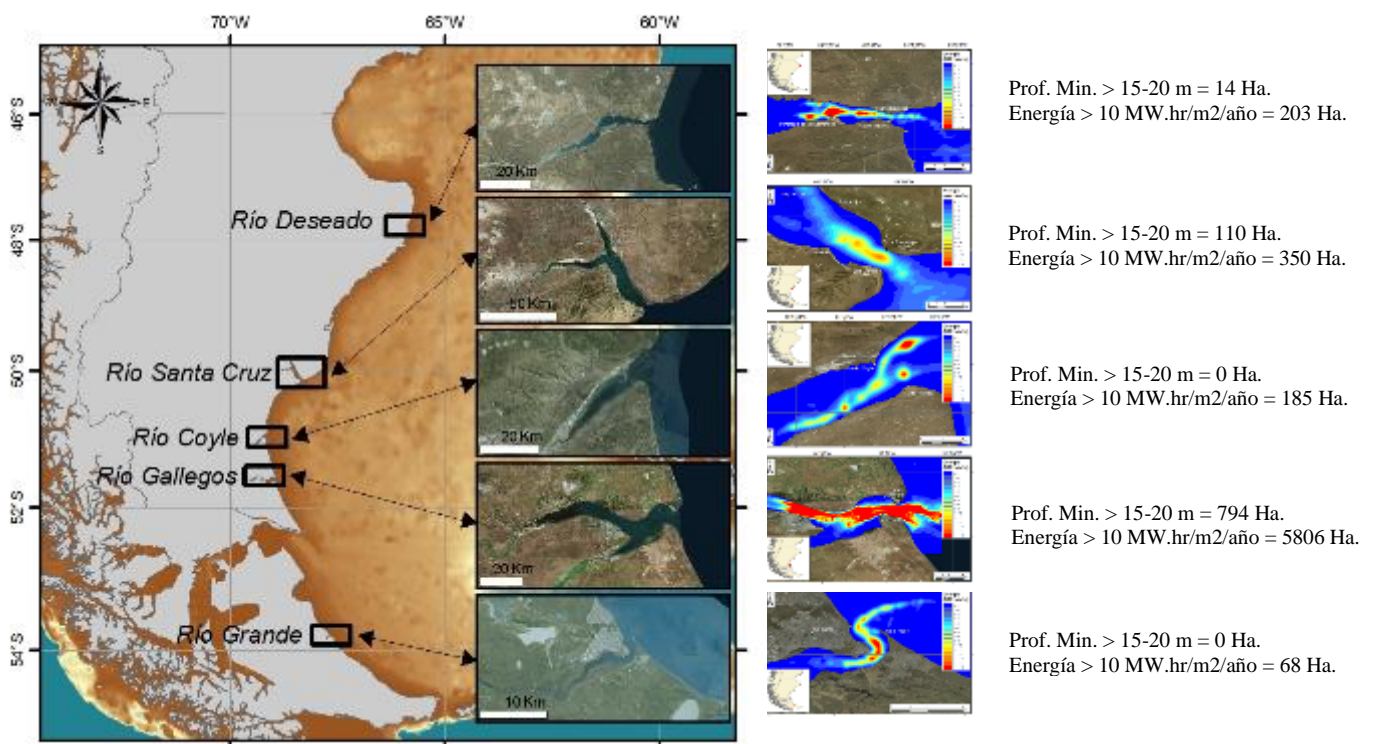 70°W 65°W 60°W
46°S
48°S
50°S
52°S
54°S
N
E
S
Río Deseado
Río Santa Cruz
Río Coyle
Río Gallegos
Río Grande
20 Km
50 Km
20 Km
20 Km
10 Km
Prof. Min. > 15-20 m = 14 Ha.
Energía > 10 MW.hr/m2/año = 203 Ha.
Prof. Min. > 15-20 m = 110 Ha.
Energía > 10 MW.hr/m2/año = 350 Ha.
Prof. Min. > 15-20 m = 0 Ha.
Energía > 10 MW.hr/m2/año = 185 Ha.
Prof. Min. > 15-20 m = 794 Ha.
Energía > 10 MW.hr/m2/año = 5806 Ha.
Prof. Min. > 15-20 m = 0 Ha.
Energía > 10 MW.hr/m2/año = 68 Ha.